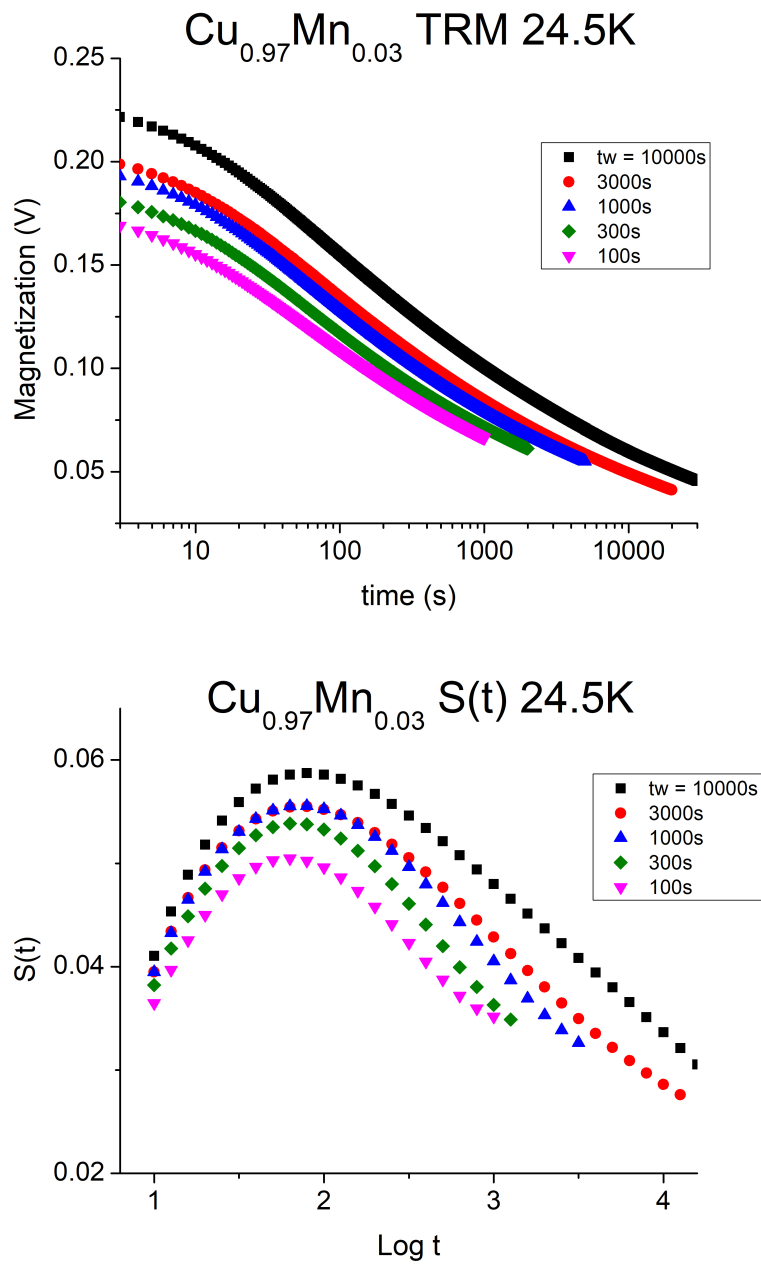 Cu0.97Mn0.03 TRM 24.5K
0.25
0.20
0.15
0.10
0.05
Magnetization (V)
tw = 10000s
3000s
1000s
300s
100s
10 100 1000 10000
time (s)
Cu0.97Mn0.03 S(t) 24.5K
0.06
0.04
0.02
S(t)
tw = 10000s
3000s
1000s
300s
100s
1 2 3 4
Log t